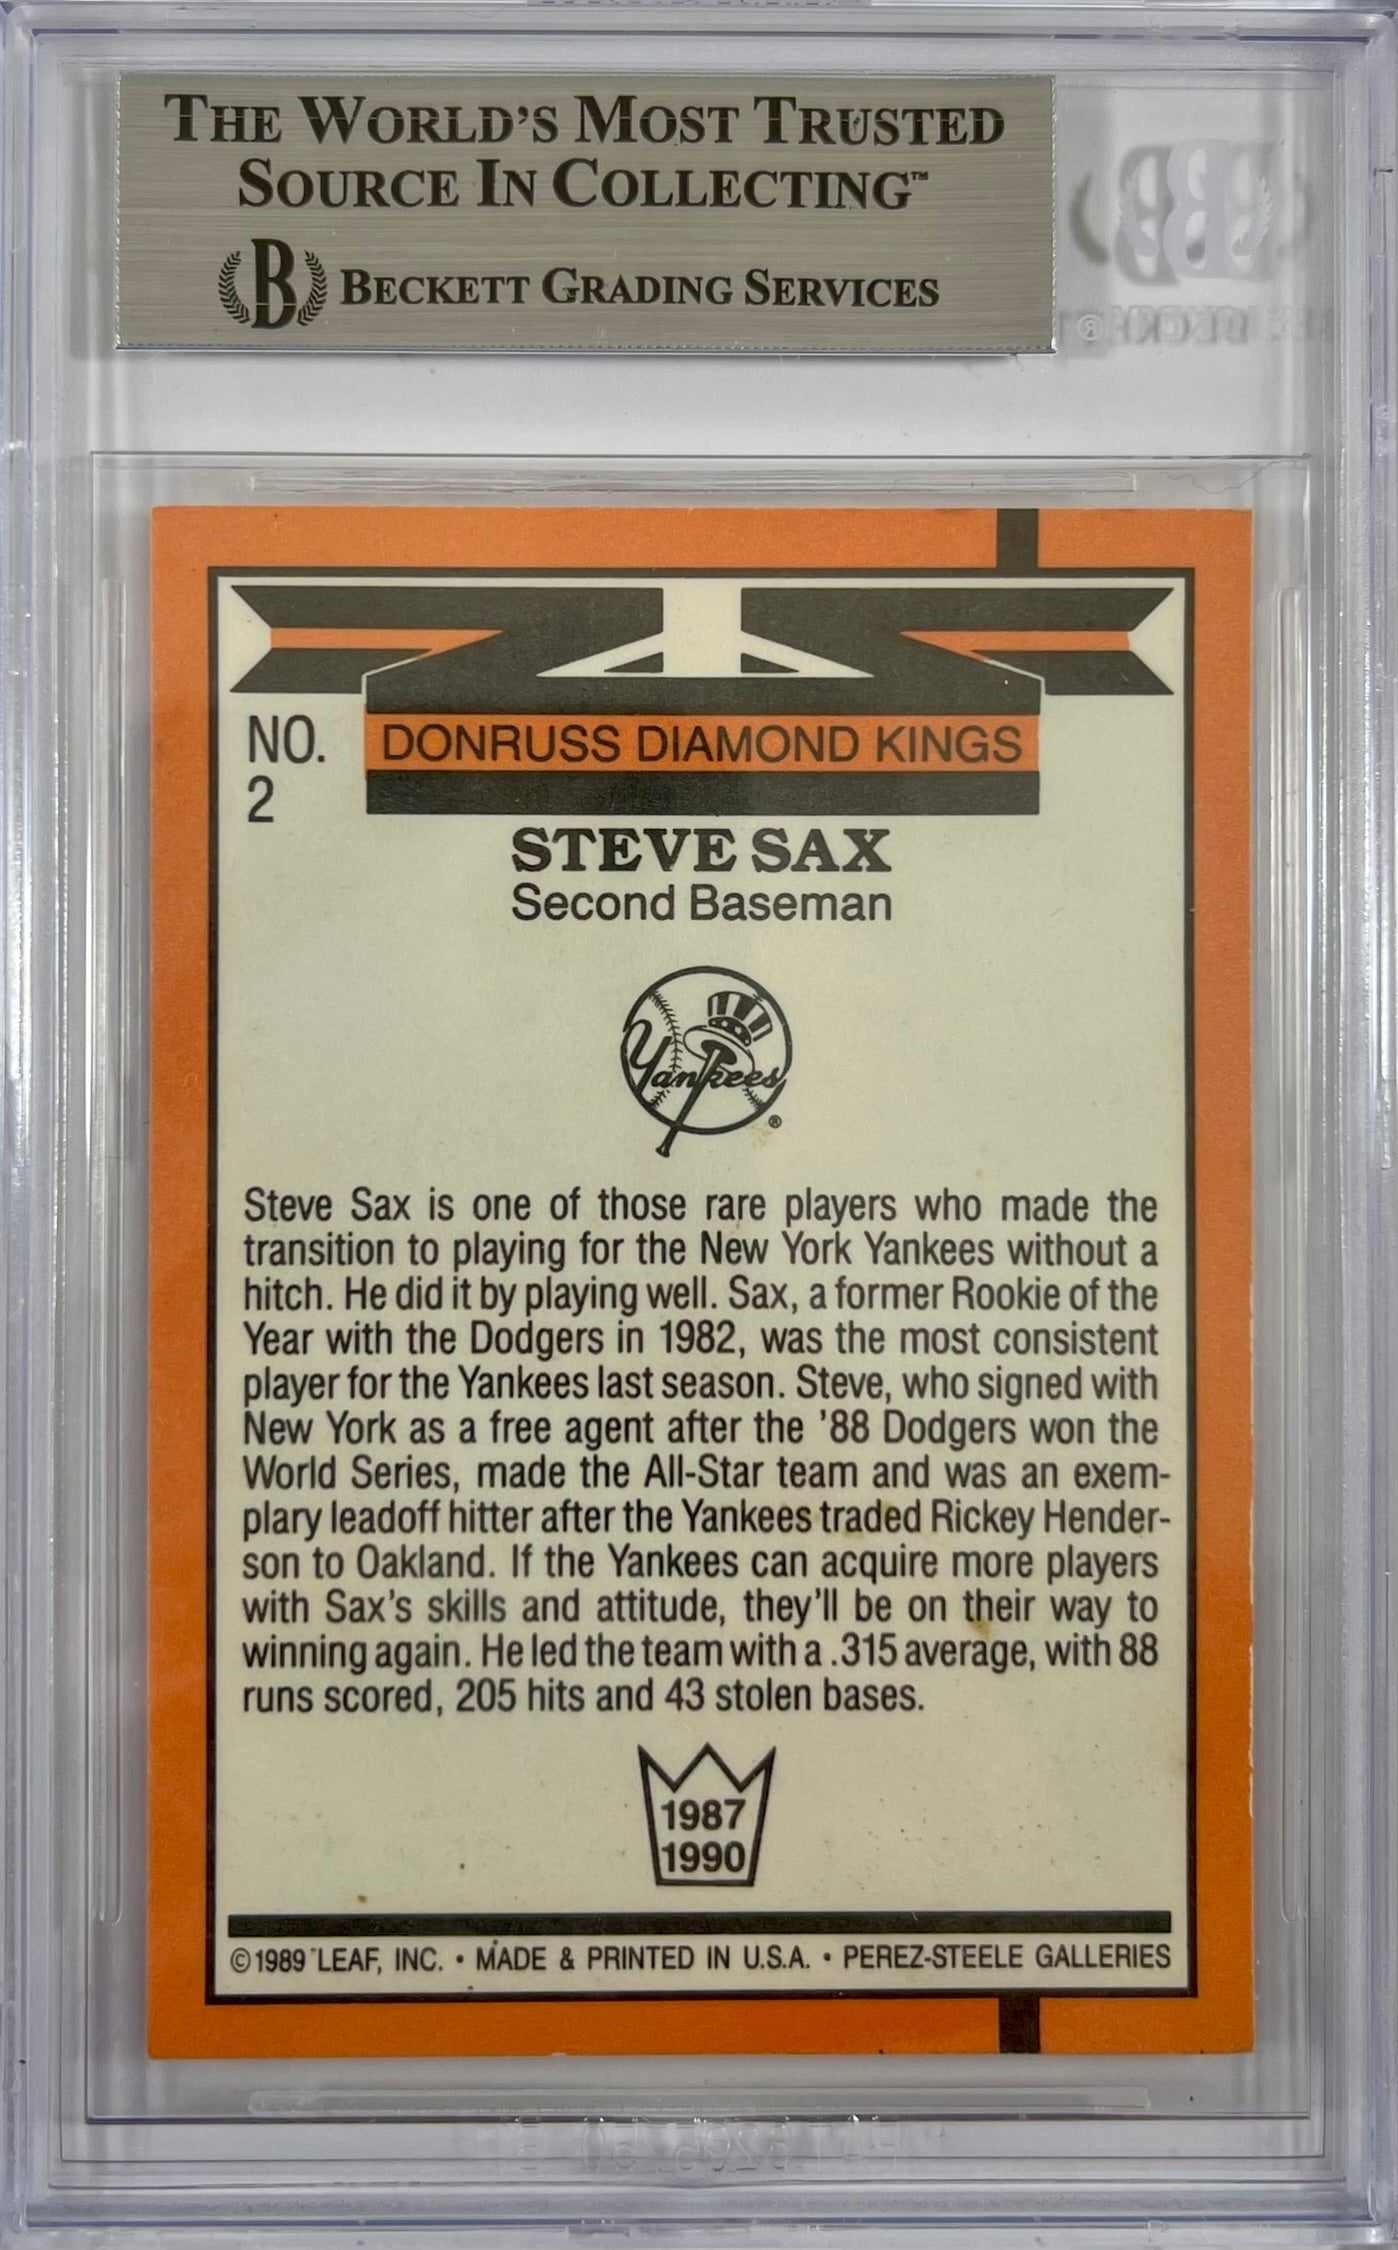 THE WORLD'S MOST TRUSTED
SOURCE IN COLLECTING™
B BECKETT GRADING SERVICES
NO.
2
DONRUSS DIAMOND KINGS
STEVE SAX
Second Baseman
Yankees
®
Steve Sax is one of those rare players who made the
transition to playing for the New York Yankees without a
hitch. He did it by playing well. Sax, a former Rookie of the
Year with the Dodgers in 1982, was the most consistent
player for the Yankees last season. Steve, who signed with
New York as a free agent after the '88 Dodgers won the
World Series, made the All-Star team and was an exem-
plary leadoff hitter after the Yankees traded Rickey Hender-
son to Oakland. If the Yankees can acquire more players
with Sax's skills and attitude, they'll be on their way to
winning again. He led the team with a .315 average, with 88
runs scored, 205 hits and 43 stolen bases.
1987
1990
©1989 LEAF, INC. • MADE & PRINTED IN U.S.A. • PEREZ-STEELE GALLERIES